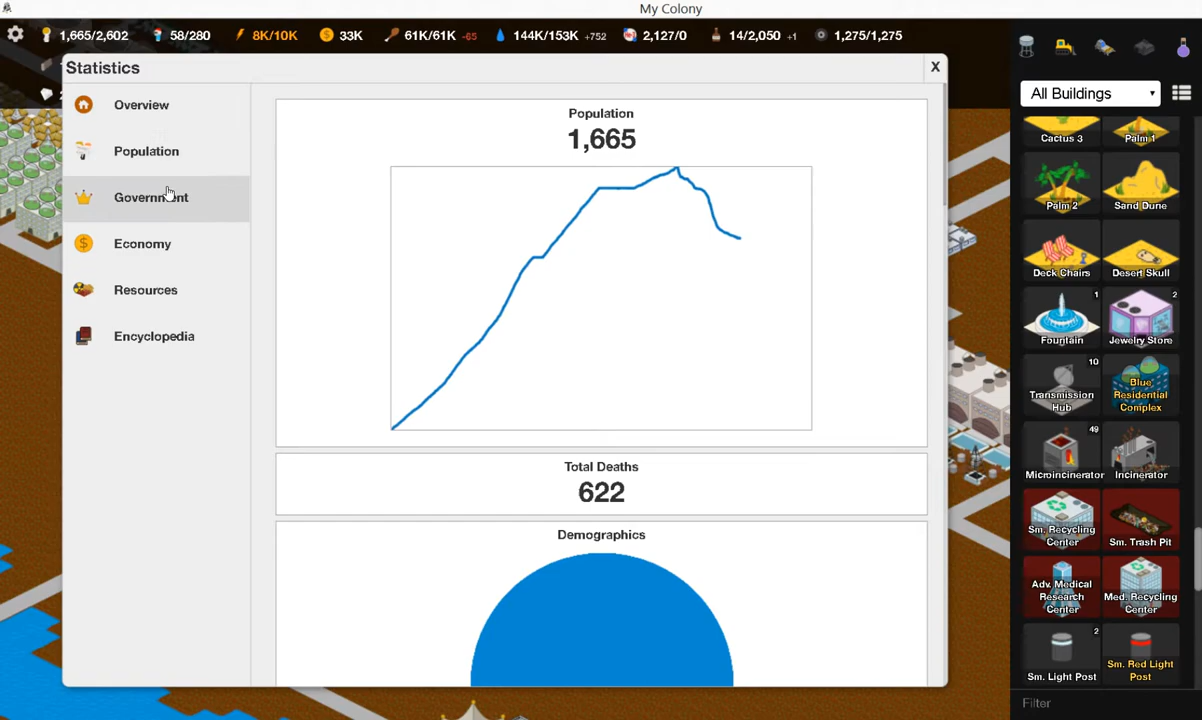 My Colony
1,665/2,602
58/280
8K/10K
33K
61K/61K -65
144K/153K +752
2,127/0
14/2,050 +1
1,275/1,275
Statistics
X
Overview
Population
Government
Economy
Resources
Encyclopedia
Population
1,665
Total Deaths
622
Demographics
All Buildings
Cactus 3
Palm 1
Palm 2
Sand Dune
Deck Chairs
Desert Skull
1
Fountain
2
Jewelry Store
10
Transmission
Hub
Blue
Residential
Complex
49
Microincinerator
Incinerator
Sm. Recycling
Center
Sm. Trash Pit
Adv. Medical
Research
Center
Med. Recycling
Center
2
Sm. Light Post
Sm. Red Light
Post
Filter